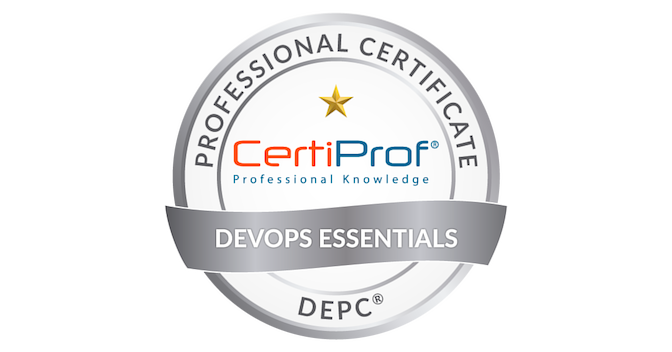 PROFESSIONAL CERTIFICATE
CertiProf®
Professional Knowledge
DEVOPS ESSENTIALS
DEPC®